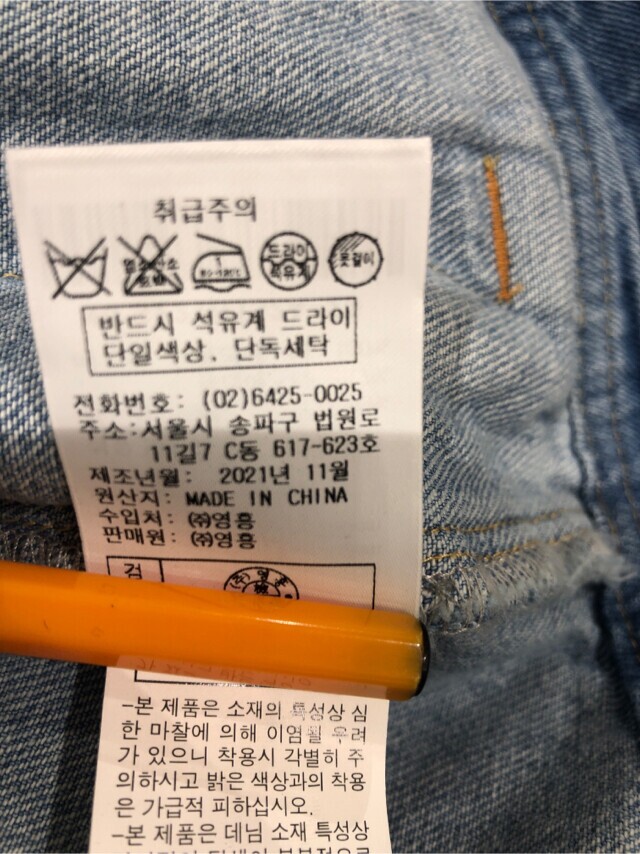 취급주의
드라이
석유계
옷걸이
반드시 석유계 드라이
단일색상, 단독세탁
전화번호: (02)6425-0025
주소:서울시 송파구 법원로
11길7 C동 617-623호
제조년월: 2021년 11월
원산지: MADE IN CHINA
수입처: ㈜영흥
판매원: ㈜영흥
검
-본 제품은 소재의 특성상 심
한 마찰에 의해 이염될 우려
가 있으니 착용시 각별히 주
의하시고 밝은 색상과의 착용
은 가급적 피하십시오.
-본 제품은 데님 소재 특성상